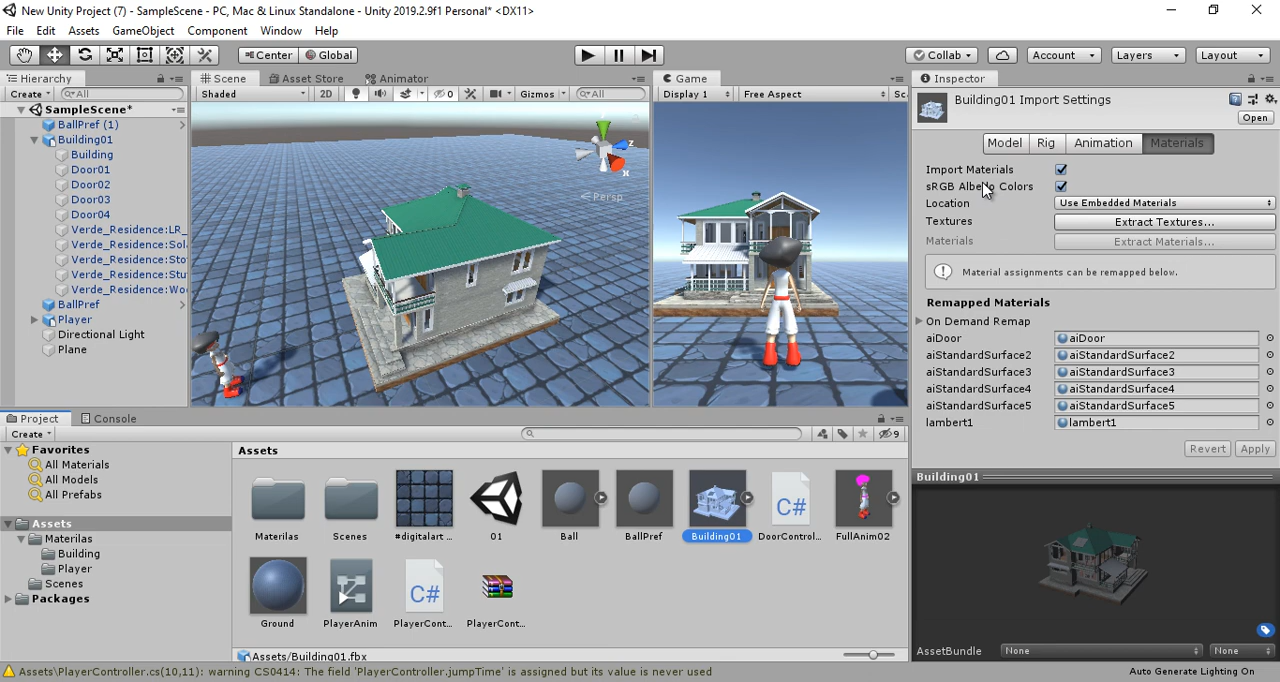 New Unity Project (7) - SampleScene - PC, Mac & Linux Standalone - Unity 2019.2.9f1 Personal* <DX11>
File Edit Assets GameObject Component Window Help
Center Global Collab Account Layers Layout
Hierarchy
Create All
SampleScene*
BallPref (1)
Building01
Building
Door01
Door02
Door03
Door04
Verde_Residence:LR_
Verde_Residence:Sol
Verde_Residence:Sto
Verde_Residence:Stu
Verde_Residence:Wo
BallPref
Player
Directional Light
Plane
Scene Asset Store Animator
Shaded 2D 0 Gizmos All
z
x
Persp
Game
Display 1 Free Aspect Sc
Inspector
Building01 Import Settings
Open
Model Rig Animation Materials
Import Materials
sRGB Albedo Colors
Location Use Embedded Materials
Textures Extract Textures...
Materials Extract Materials...
Material assignments can be remapped below.
Remapped Materials
On Demand Remap
aiDoor aiDoor
aiStandardSurface2 aiStandardSurface2
aiStandardSurface3 aiStandardSurface3
aiStandardSurface4 aiStandardSurface4
aiStandardSurface5 aiStandardSurface5
lambert1 lambert1
Revert Apply
Building01
AssetBundle None None
Project Console
Create 9
Favorites
All Materials
All Models
All Prefabs
Assets
Materilas
Building
Player
Scenes
Packages
Assets
Materilas Scenes #digitalart ... 01 Ball BallPref Building01 DoorControl... FullAnim02
C#
Ground PlayerAnim PlayerCont... PlayerCont...
C#
Assets/Building01.fbx
Assets\PlayerController.cs(10,11): warning CS0414: The field 'PlayerController.jumpTime' is assigned but its value is never used
Auto Generate Lighting On